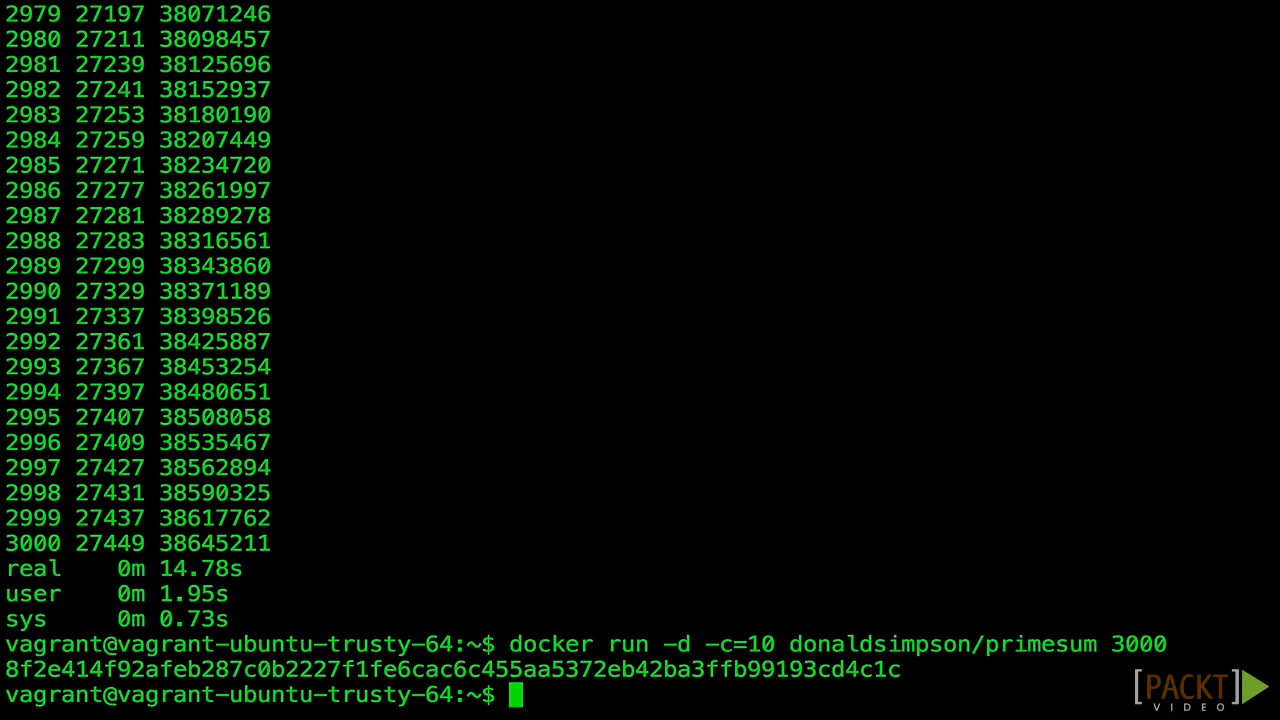 2979 27197 38071246
2980 27211 38098457
2981 27239 38125696
2982 27241 38152937
2983 27253 38180190
2984 27259 38207449
2985 27271 38234720
2986 27277 38261997
2987 27281 38289278
2988 27283 38316561
2989 27299 38343860
2990 27329 38371189
2991 27337 38398526
2992 27361 38425887
2993 27367 38453254
2994 27397 38480651
2995 27407 38508058
2996 27409 38535467
2997 27427 38562894
2998 27431 38590325
2999 27437 38617762
3000 27449 38645211
real    0m 14.78s
user    0m 1.95s
sys     0m 0.73s
vagrant@vagrant-ubuntu-trusty-64:~$ docker run -d -c=10 donaldsimpson/primesum 3000
8f2e414f92afeb287c0b2227f1fe6cac6c455aa5372eb42ba3ffb99193cd4c1c
vagrant@vagrant-ubuntu-trusty-64:~$
[PACKT]
VIDEO